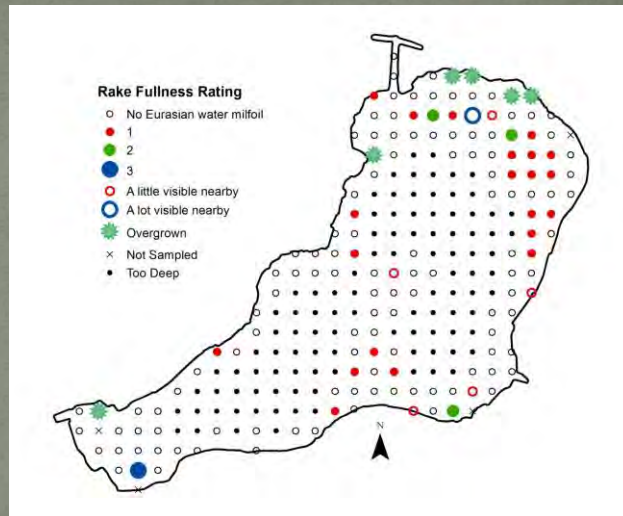 Rake Fullness Rating
No Eurasian water milfoil
1
2
3
A little visible nearby
A lot visible nearby
Overgrown
Not Sampled
Too Deep
N